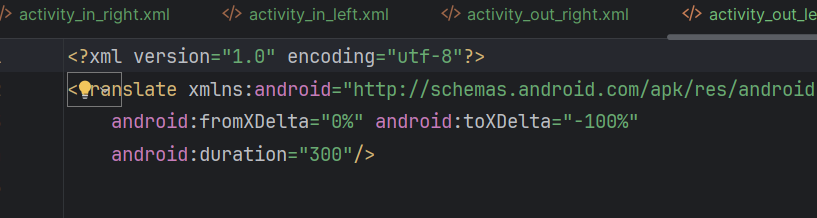 activity_in_right.xml activity_in_left.xml activity_out_right.xml activity_out_le
<?xml version="1.0" encoding="utf-8"?>
<translate xmlns:android="http://schemas.android.com/apk/res/android
android:fromXDelta="0%" android:toXDelta="-100%"
android:duration="300"/>